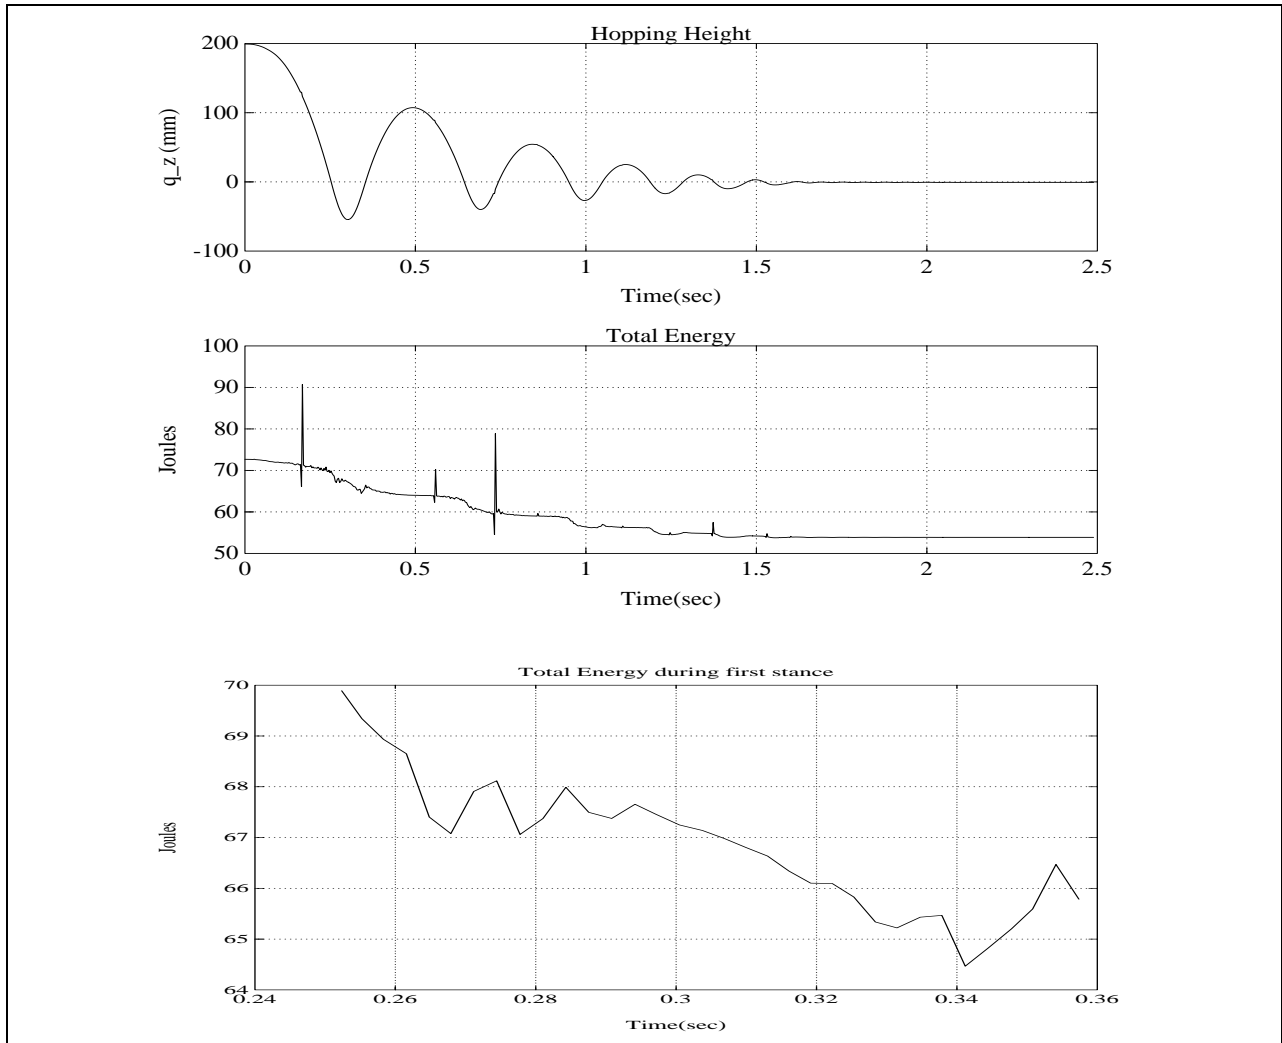 Hopping Height
200
100
0
-100
q_z (mm)
0 0.5 1 1.5 2 2.5
Time(sec)
Total Energy
100
90
80
70
60
50
Joules
0 0.5 1 1.5 2 2.5
Time(sec)
Total Energy during first stance
70
69
68
67
66
65
64
Joules
0.24 0.26 0.28 0.3 0.32 0.34 0.36
Time(sec)